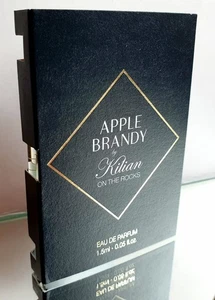 APPLE
BRANDY
by
Kilian
ON THE ROCKS
EAU DE PARFUM
1.5ml - 0.05 fl.oz.